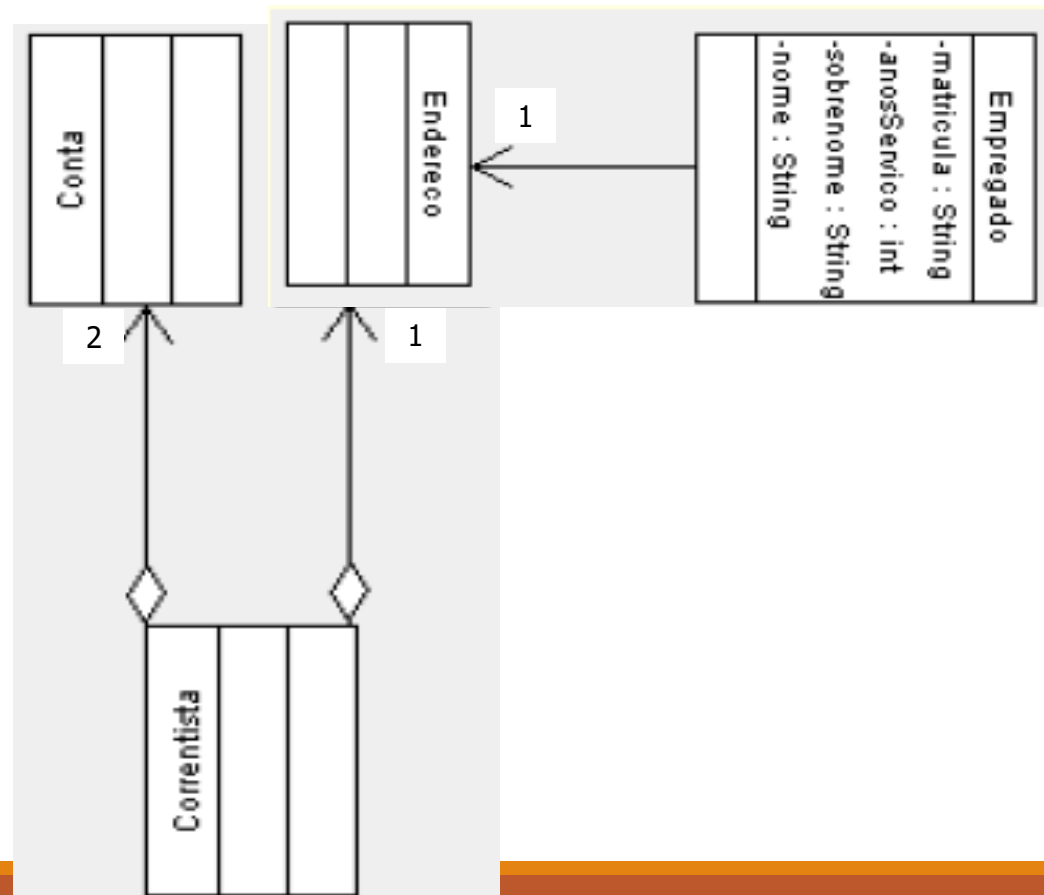 Conta
Endereco
1
Empregado
-matricula : String
-anosServico : int
-sobrenome : String
-nome : String
2
1
Correntista